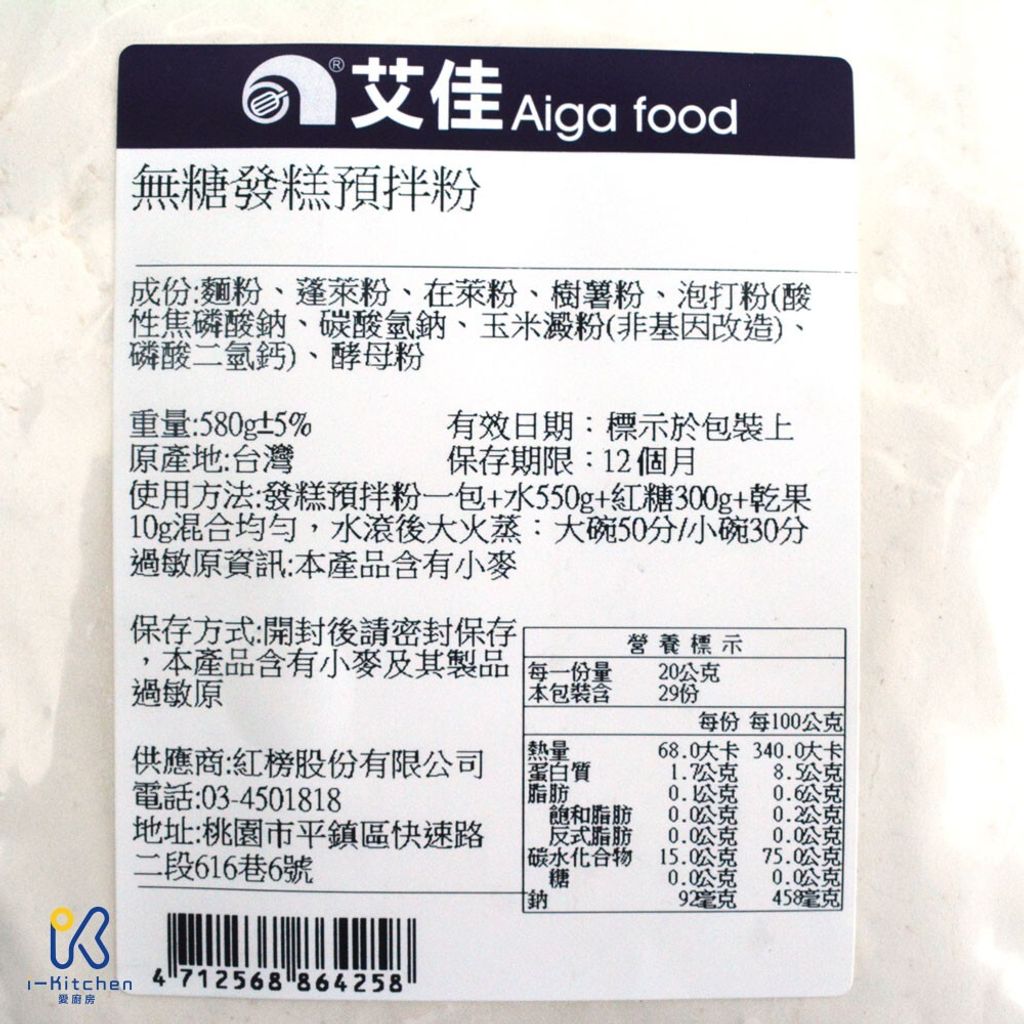 艾佳 Aiga food ®
無糖發糕預拌粉
成份:麵粉、蓬萊粉、在萊粉、樹薯粉、泡打粉(酸
性焦磷酸鈉、碳酸氫鈉、玉米澱粉(非基因改造)、
磷酸二氫鈣)、酵母粉
重量:580g±5% 有效日期：標示於包裝上
原產地:台灣 保存期限：12個月
使用方法:發糕預拌粉一包+水550g+紅糖300g+乾果
10g混合均勻，水滾後大火蒸：大碗50分/小碗30分
過敏原資訊:本產品含有小麥
保存方式:開封後請密封保存
，本產品含有小麥及其製品
過敏原
供應商:紅榜股份有限公司
電話:03-4501818
地址:桃園市平鎮區快速路
二段616巷6號
營養標示
每一份量 20公克
本包裝含 29份
每份 每100公克
熱量 68.0大卡 340.0大卡
蛋白質 1.7公克 8.5公克
脂肪 0.1公克 0.6公克
飽和脂肪 0.0公克 0.2公克
反式脂肪 0.0公克 0.0公克
碳水化合物 15.0公克 75.0公克
糖 0.0公克 0.0公克
鈉 92毫克 458毫克
4 712568 864258
i-Kitchen
愛廚房